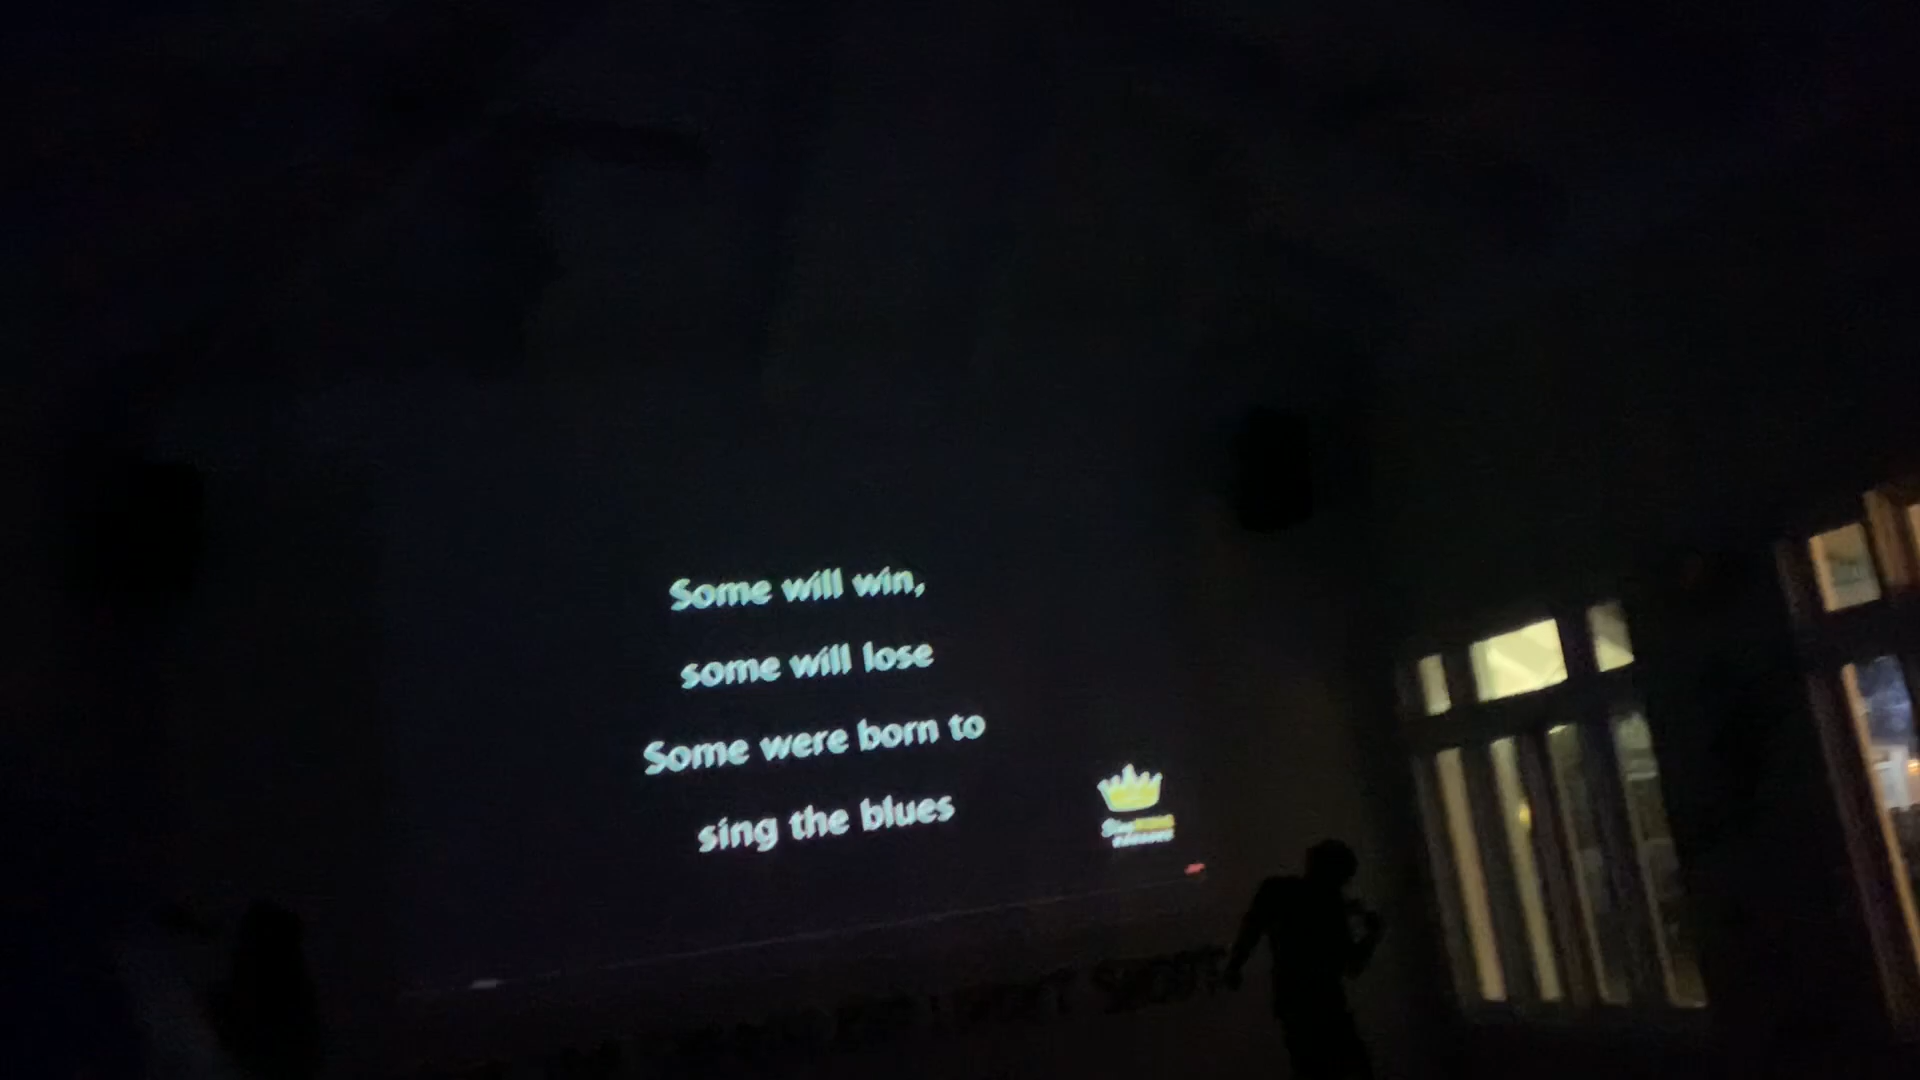 Some will win,
some will lose
Some were born to
sing the blues